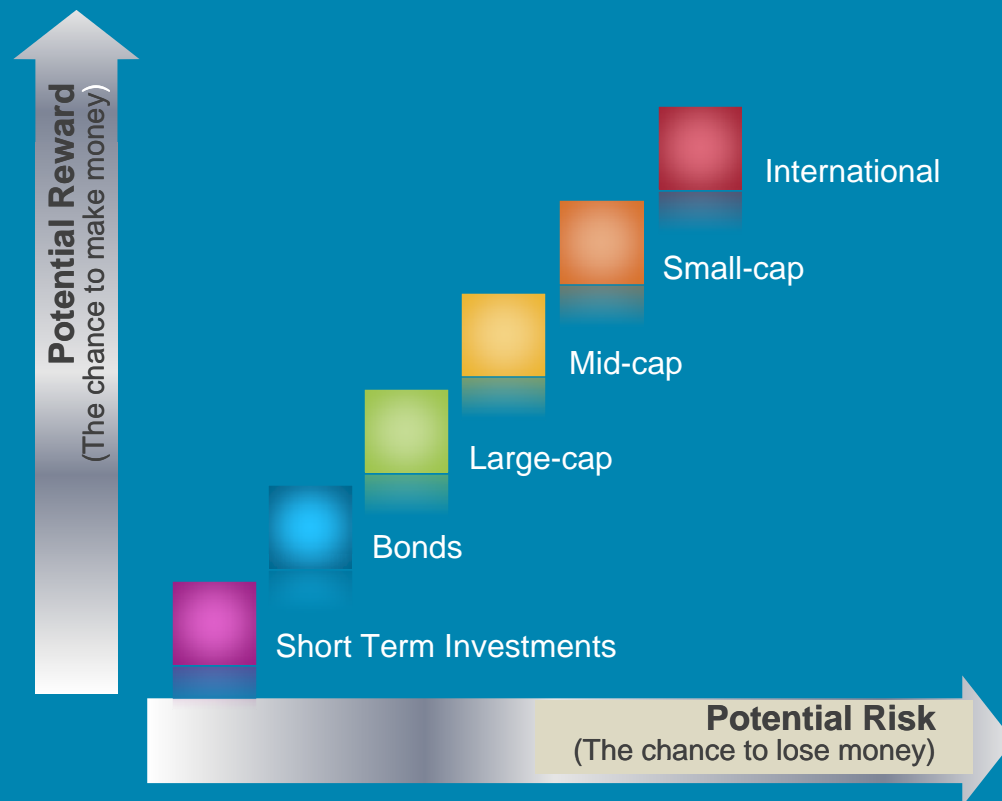 Potential Reward
(The chance to make money)
International
Small-cap
Mid-cap
Large-cap
Bonds
Short Term Investments
Potential Risk
(The chance to lose money)